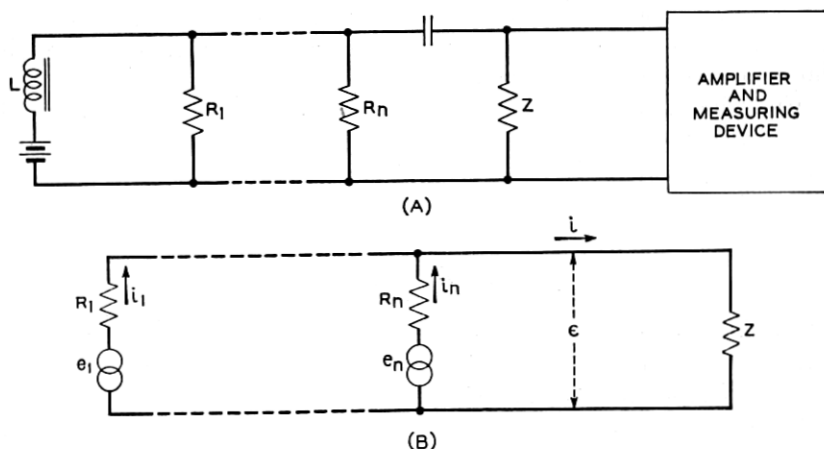 L
R1
Rn
Z
AMPLIFIER
AND
MEASURING
DEVICE
(A)
i
R1
i1
Rn
in
e1
en
ϵ
Z
(B)